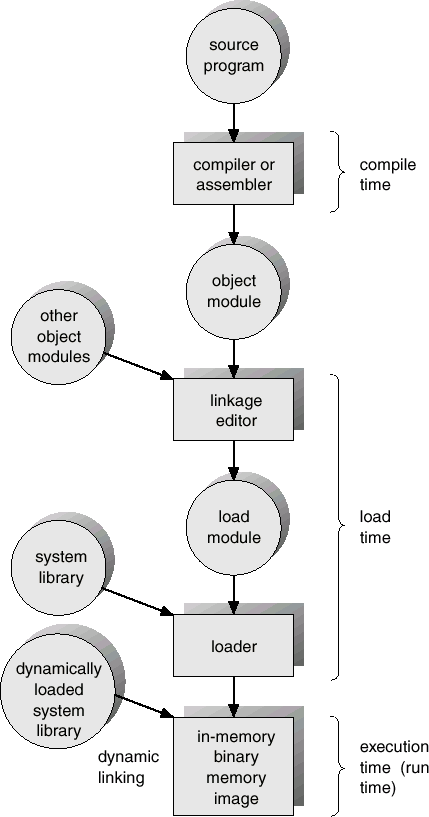 source
program
compiler or
assembler
compile
time
object
module
other
object
modules
linkage
editor
load
module
load
time
system
library
loader
dynamically
loaded
system
library
dynamic
linking
in-memory
binary
memory
image
execution
time (run
time)